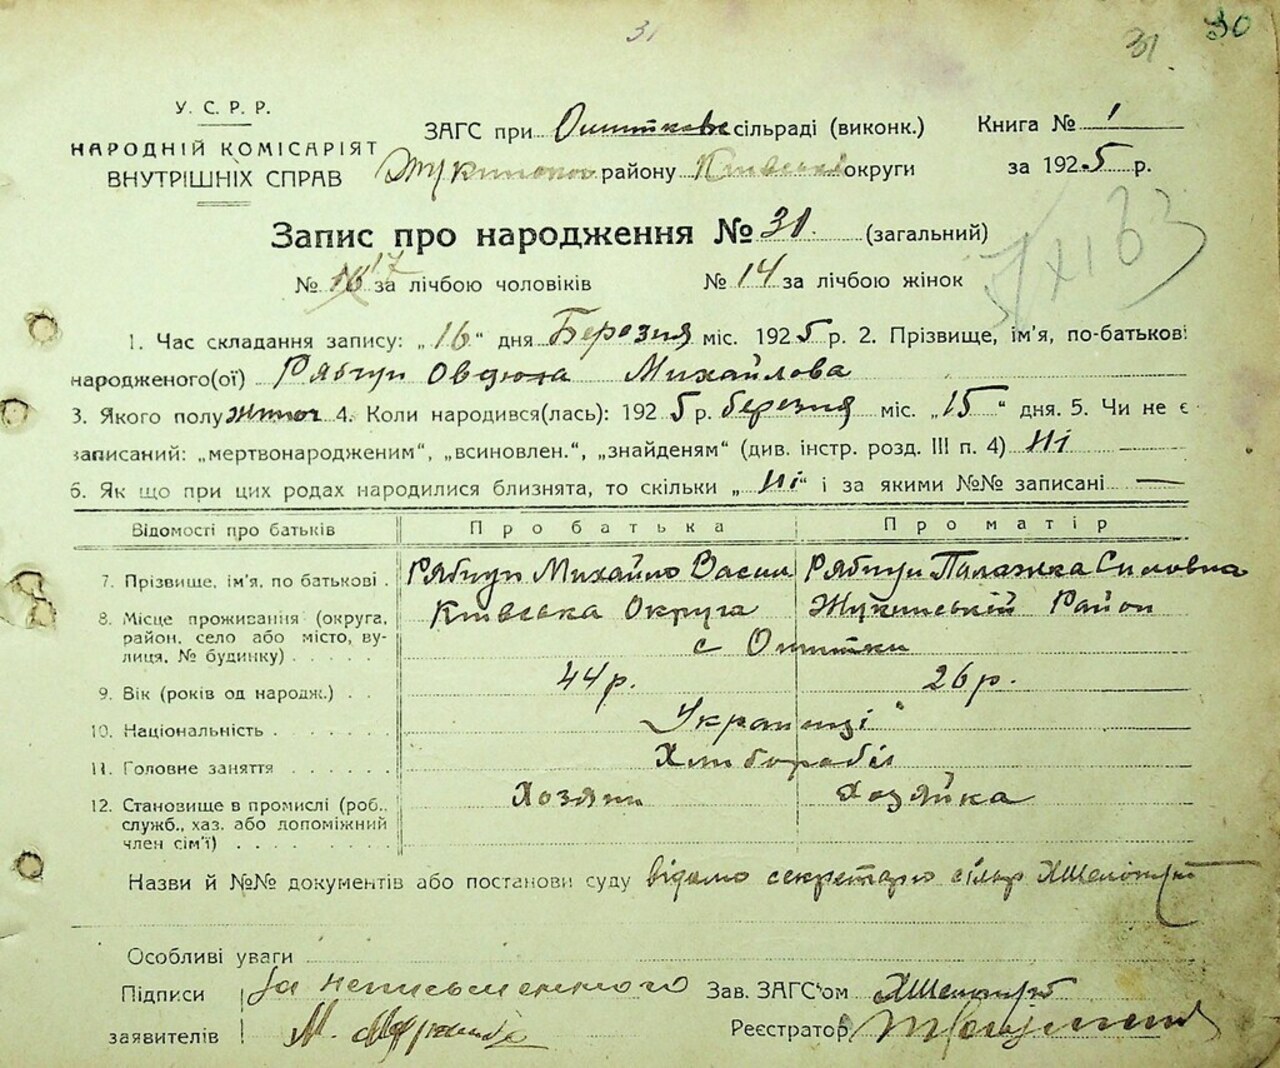 31
31
30
У. С. Р. Р.
НАРОДНІЙ КОМІСАРІЯТ
ВНУТРІШНІХ СПРАВ
ЗАГС при сільраді (виконк.)
району Київської округи
Книга № 1
за 1925 р.
Запис про народження № 31. (загальний)
№ 16 17 за лічбою чоловіків № 14 за лічбою жінок
1. Час складання запису: „16“ дня Березня міс. 1925 р. 2. Прізвище, ім'я, по-батькові
народженого(ої) Рябчун Овдюха Михайлова
3. Якого полу жіноч 4. Коли народився(лась): 1925 р. березня міс. „15“ дня. 5. Чи не є
записаний: „мертвонародженим“, „всиновлен.“, „знайденям“ (див. інстр. розд. III п. 4) Ні
6. Як що при цих родах народилися близнята, то скільки „Ні“ і за якими №№ записані —
Відомості про батьків Про батька Про матір
7. Прізвище, ім'я, по батькові . Рябчун Михайло Васил Рябчун Палажка Силовна
8. Місце проживання (округа, район, село або місто, вулиця, № будинку) . . . . . Київська Округа Жукинський Район
с
9. Вік (років од народж.) . . 44 р. 26 р.
10. Національність . . . . . . „Українці“
11. Головне заняття . . . . . . Хлибороби
12. Становище в промислі (роб., служб., хаз. або допоміжний член сім'ї) . . . . . . . Хозяин Хозяйка
Назви й №№ документів або постанови суду відомо секретарю сільр
Особливі уваги
Підписи заявителів За неписьменного
М.
Зав. ЗАГС'ом
Реєстратор